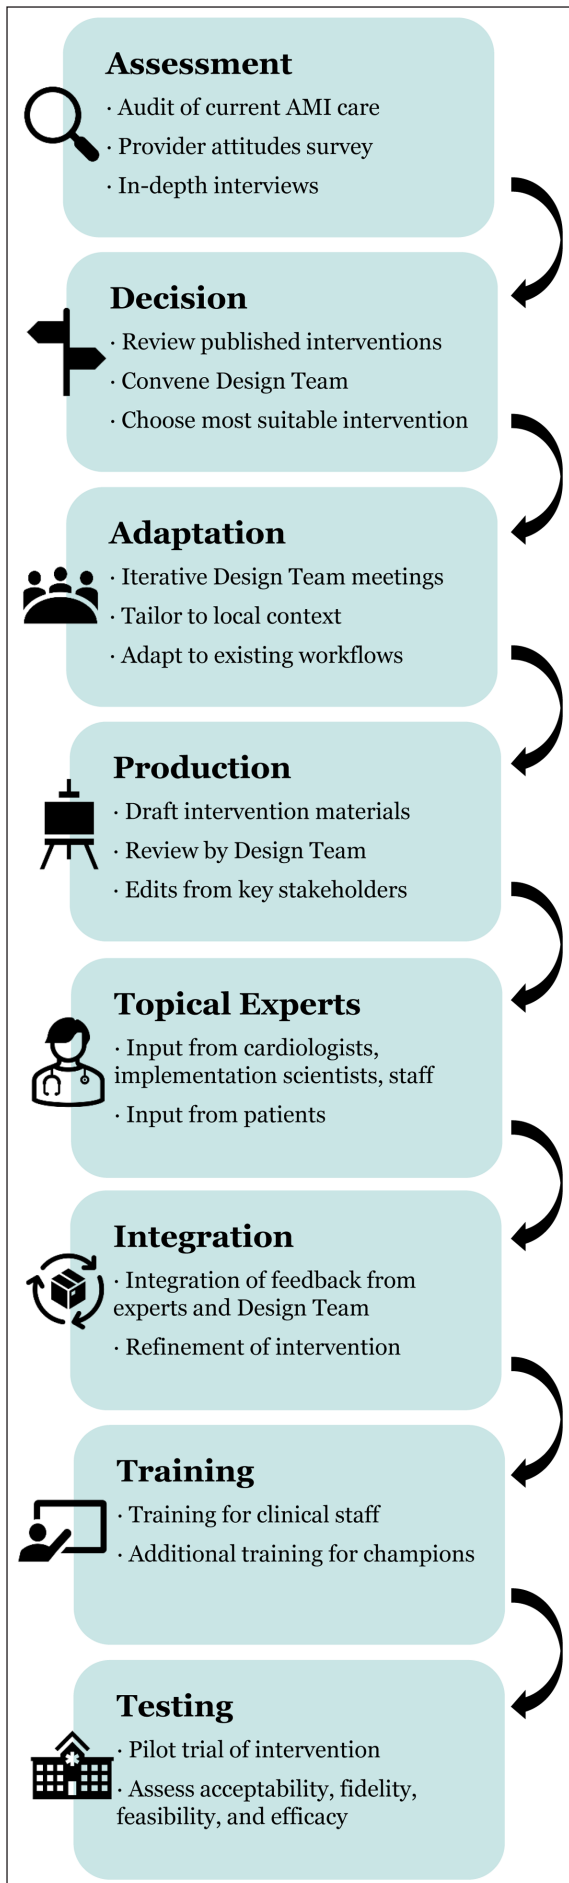 Assessment
· Audit of current AMI care
· Provider attitudes survey
· In-depth interviews
Decision
· Review published interventions
· Convene Design Team
· Choose most suitable intervention
Adaptation
· Iterative Design Team meetings
· Tailor to local context
· Adapt to existing workflows
Production
· Draft intervention materials
· Review by Design Team
· Edits from key stakeholders
Topical Experts
· Input from cardiologists,
implementation scientists, staff
· Input from patients
Integration
· Integration of feedback from
experts and Design Team
· Refinement of intervention
Training
· Training for clinical staff
· Additional training for champions
Testing
· Pilot trial of intervention
· Assess acceptability, fidelity,
feasibility, and efficacy